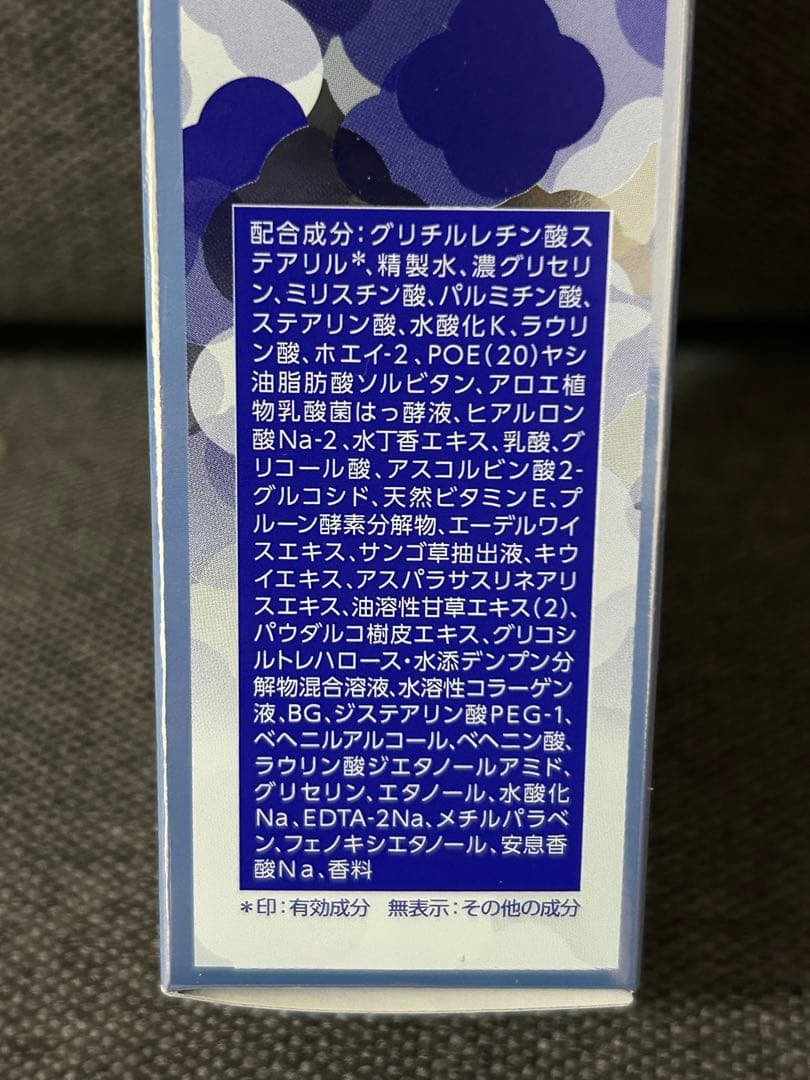 配合成分：グリチルレチン酸ス
テアリル*、精製水、濃グリセリ
ン、ミリスチン酸、パルミチン酸、
ステアリン酸、水酸化K、ラウリ
ン酸、ホエイ-2、POE(20)ヤシ
油脂肪酸ソルビタン、アロエ植
物乳酸菌はっ酵液、ヒアルロン
酸Na-2、水丁香エキス、乳酸、グ
リコール酸、アスコルビン酸2-
グルコシド、天然ビタミンE、プ
ルーン酵素分解物、エーデルワイ
スエキス、サンゴ草抽出液、キウ
イエキス、アスパラサスリネアリ
スエキス、油溶性甘草エキス(2)、
パウダルコ樹皮エキス、グリコシ
ルトレハロース・水添デンプン分
解物混合溶液、水溶性コラーゲン
液、BG、ジステアリン酸PEG-1、
ベヘニルアルコール、ベヘニン酸、
ラウリン酸ジエタノールアミド、
グリセリン、エタノール、水酸化
Na、EDTA-2Na、メチルパラベ
ン、フェノキシエタノール、安息香
酸Na、香料
*印：有効成分　無表示：その他の成分